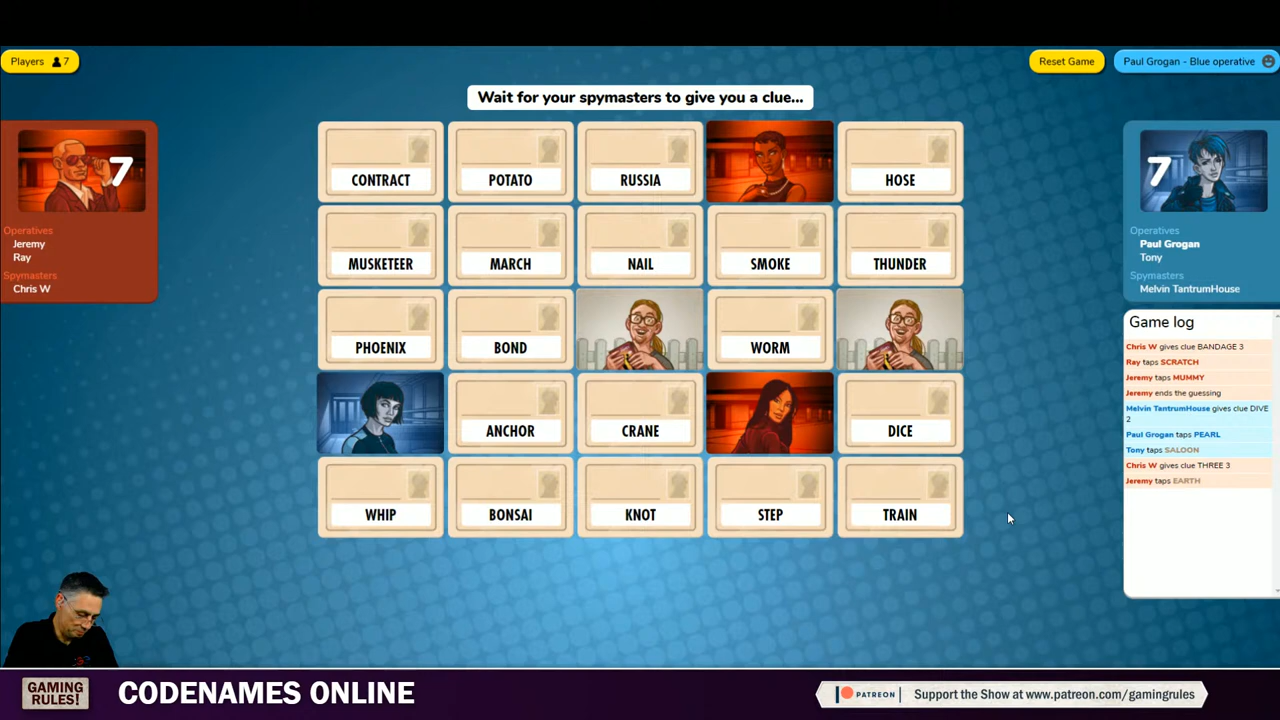 Players 7
Reset Game
Paul Grogan - Blue operative
Wait for your spymasters to give you a clue...
7
Operatives
Jeremy
Ray
Spymasters
Chris W
CONTRACT
POTATO
RUSSIA
HOSE
MUSKETEER
MARCH
NAIL
SMOKE
THUNDER
PHOENIX
BOND
WORM
ANCHOR
CRANE
DICE
WHIP
BONSAI
KNOT
STEP
TRAIN
7
Operatives
Paul Grogan
Tony
Spymasters
Melvin TantrumHouse
Game log
Chris W gives clue BANDAGE 3
Ray taps SCRATCH
Jeremy taps MUMMY
Jeremy ends the guessing
Melvin TantrumHouse gives clue DIVE
2
Paul Grogan taps PEARL
Tony taps SALOON
Chris W gives clue THREE 3
Jeremy taps EARTH
GAMING
RULES!
CODENAMES ONLINE
PATREON
Support the Show at www.patreon.com/gamingrules